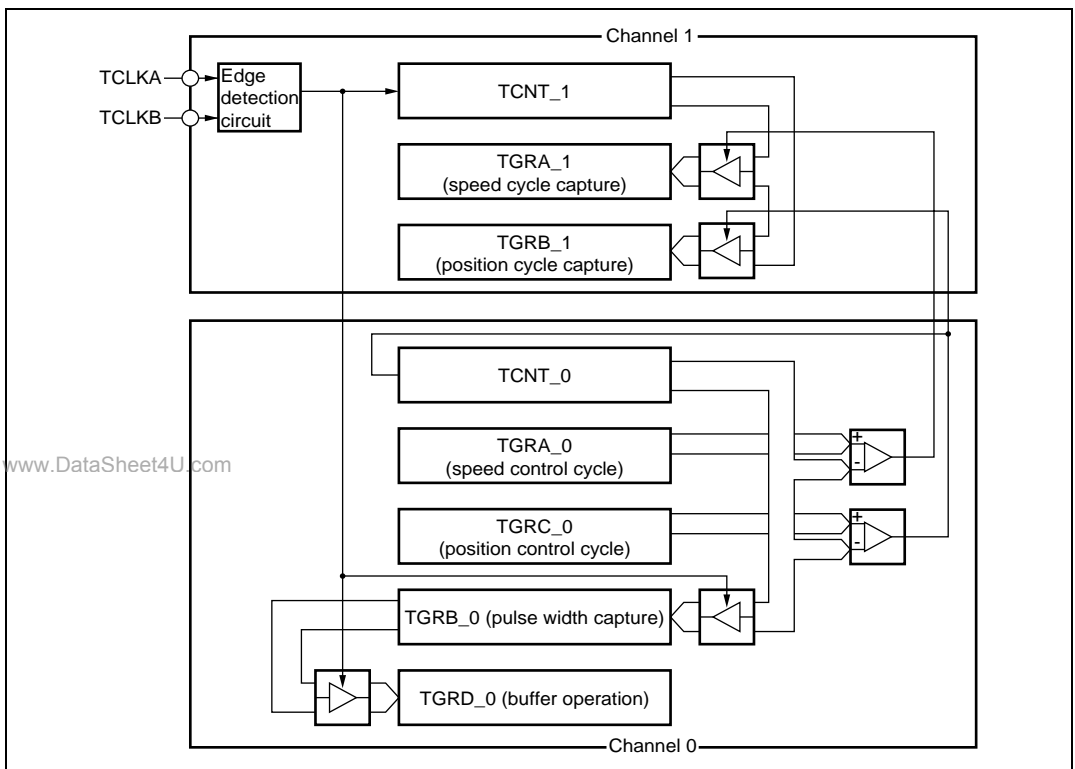 Channel 1
TCLKA
TCLKB
Edge
detection
circuit
TCNT_1
TGRA_1
(speed cycle capture)
TGRB_1
(position cycle capture)
TCNT_0
TGRA_0
(speed control cycle)
+
-
www.DataSheet4U.com
TGRC_0
(position control cycle)
+
-
TGRB_0 (pulse width capture)
TGRD_0 (buffer operation)
Channel 0